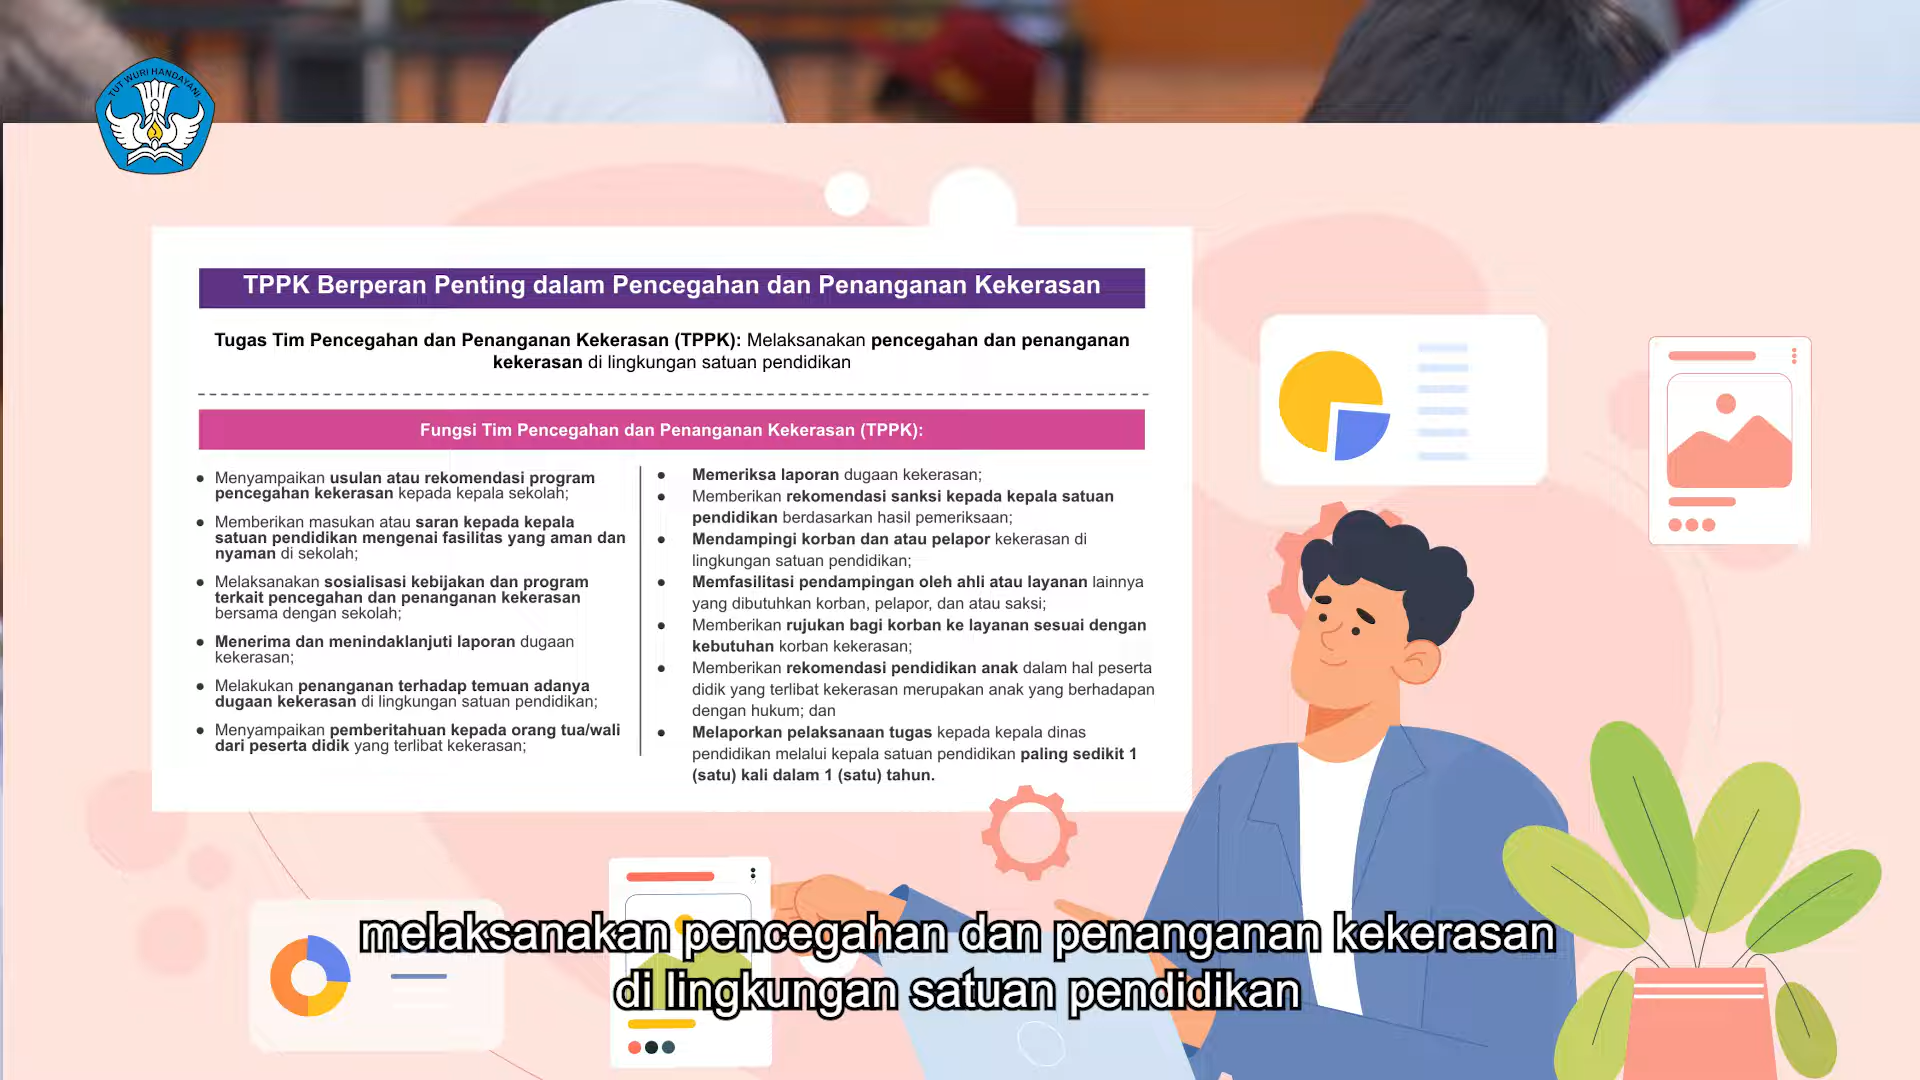 TUT WURI HANDAYANI
TPPK Berperan Penting dalam Pencegahan dan Penanganan Kekerasan
Tugas Tim Pencegahan dan Penanganan Kekerasan (TPPK): Melaksanakan pencegahan dan penanganan
kekerasan di lingkungan satuan pendidikan
Fungsi Tim Pencegahan dan Penanganan Kekerasan (TPPK):
● Menyampaikan usulan atau rekomendasi program
pencegahan kekerasan kepada kepala sekolah;
● Memberikan masukan atau saran kepada kepala
satuan pendidikan mengenai fasilitas yang aman dan
nyaman di sekolah;
● Melaksanakan sosialisasi kebijakan dan program
terkait pencegahan dan penanganan kekerasan
bersama dengan sekolah;
● Menerima dan menindaklanjuti laporan dugaan
kekerasan;
● Melakukan penanganan terhadap temuan adanya
dugaan kekerasan di lingkungan satuan pendidikan;
● Menyampaikan pemberitahuan kepada orang tua/wali
dari peserta didik yang terlibat kekerasan;
● Memeriksa laporan dugaan kekerasan;
● Memberikan rekomendasi sanksi kepada kepala satuan
pendidikan berdasarkan hasil pemeriksaan;
● Mendampingi korban dan atau pelapor kekerasan di
lingkungan satuan pendidikan;
● Memfasilitasi pendampingan oleh ahli atau layanan lainnya
yang dibutuhkan korban, pelapor, dan atau saksi;
● Memberikan rujukan bagi korban ke layanan sesuai dengan
kebutuhan korban kekerasan;
● Memberikan rekomendasi pendidikan anak dalam hal peserta
didik yang terlibat kekerasan merupakan anak yang berhadapan
dengan hukum; dan
● Melaporkan pelaksanaan tugas kepada kepala dinas
pendidikan melalui kepala satuan pendidikan paling sedikit 1
(satu) kali dalam 1 (satu) tahun.
melaksanakan pencegahan dan penanganan kekerasan
di lingkungan satuan pendidikan